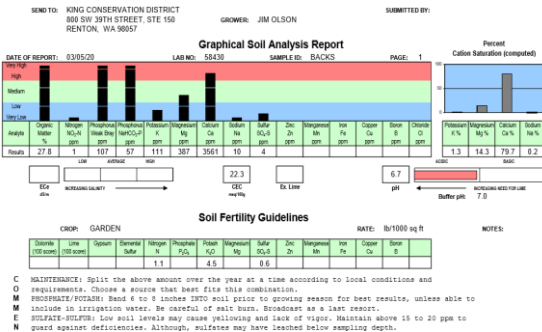 SEND TO: KING CONSERVATION DISTRICT SUBMITTED BY:
800 SW 39TH STREET, STE 150 GROWER: JIM OLSON
RENTON, WA 98057
Graphical Soil Analysis Report
Percent
Cation Saturation (computed)
DATE OF REPORT: 03/05/20 LAB NO: 58430 SAMPLE ID: BACKS PAGE: 1
Very High
High
Medium
Low
Very Low
100
50
0
Analyte Organic Matter % Nitrogen NO3-N ppm Phosphorus Weak Bray ppm Phosphorus NaHCO3-P ppm Potassium K ppm Magnesium Mg ppm Calcium Ca ppm Sodium Na ppm Sulfur SO4-S ppm Zinc Zn ppm Manganese Mn ppm Iron Fe ppm Copper Cu ppm Boron B ppm Chloride Cl ppm
Potassium K % Magnesium Mg % Calcium Ca % Sodium Na %
Results 27.8 1 107 57 111 387 3561 10 4
1.3 14.3 79.7 0.2
LOW AVERAGE HIGH ACIDIC BASIC
22.3 6.7
ECe dS/m INCREASING SALINITY CEC meq/100g Ex. Lime pH INCREASING NEED FOR LIME
Buffer pH: 7.0
Soil Fertility Guidelines
CROP: GARDEN RATE: lb/1000 sq ft NOTES:
Dolomite (100 score) Lime (100 score) Gypsum Elemental Sulfur Nitrogen N Phosphate P2O5 Potash K2O Magnesium Mg Sulfur SO4-S Zinc Zn Manganese Mn Iron Fe Copper Cu Boron B
1.1 4.5 0.6
C MAINTENANCE: Split the above amount over the year at a time according to local conditions and
O requirements. Choose a source that best fits this combination.
M PHOSPHATE/POTASH: Band 6 to 8 inches INTO soil prior to growing season for best results, unless able to
M include in irrigation water. Be careful of salt burn. Broadcast as a last resort.
E SULFATE-SULFUR: Low soil levels may cause yellowing and lack of vigor. Maintain above 15 to 20 ppm to
N guard against deficiencies. Although, sulfates may have leached below sampling depth.